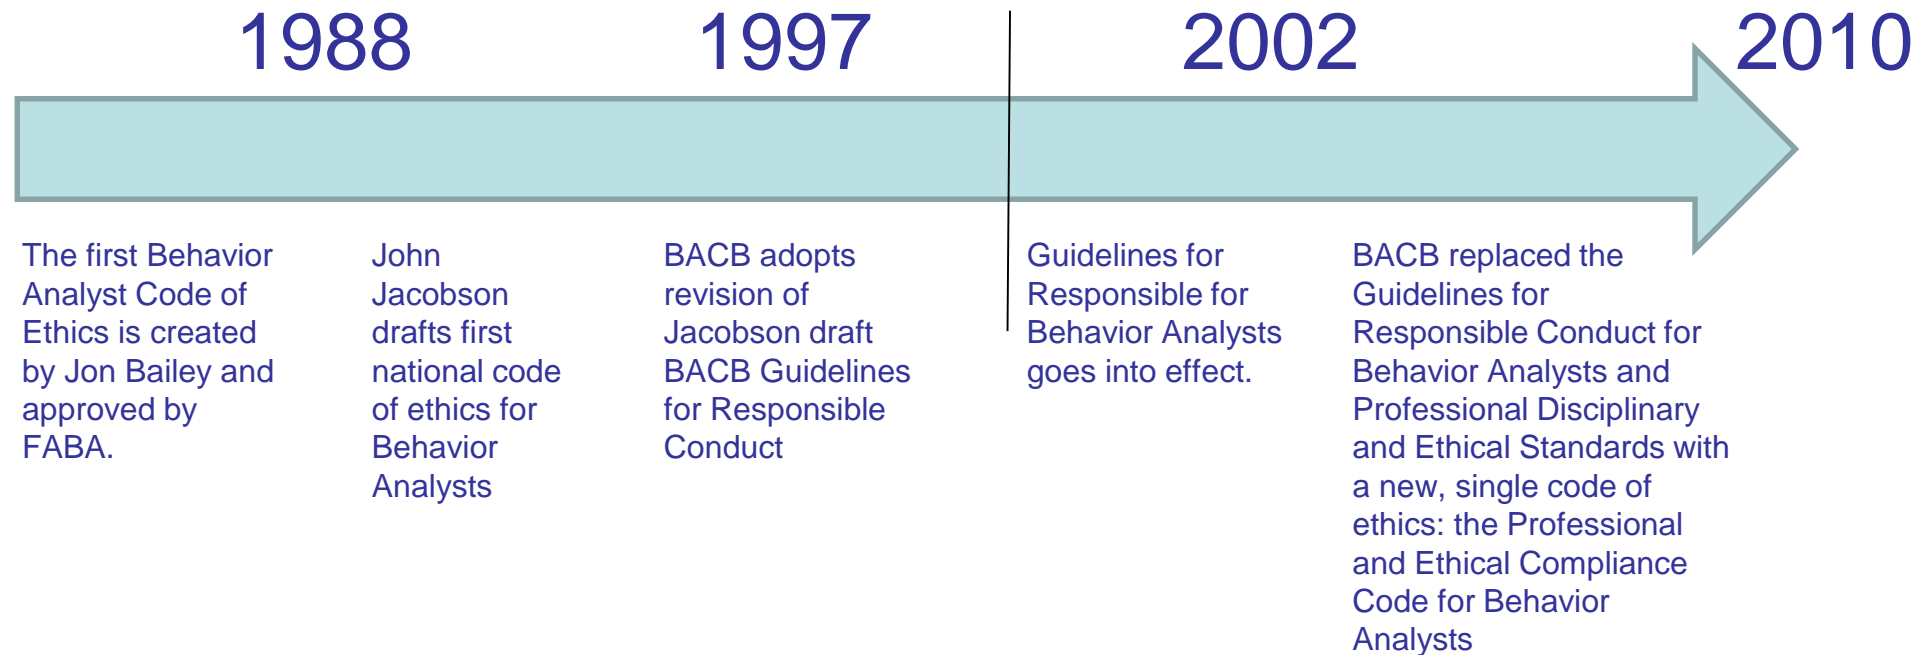 1988
1997
2002
2010
The first Behavior
Analyst Code of
Ethics is created
by Jon Bailey and
approved by
FABA.
John
Jacobson
drafts first
national code
of ethics for
Behavior
Analysts
BACB adopts
revision of
Jacobson draft
BACB Guidelines
for Responsible
Conduct
Guidelines for
Responsible for
Behavior Analysts
goes into effect.
BACB replaced the
Guidelines for
Responsible Conduct for
Behavior Analysts and
Professional Disciplinary
and Ethical Standards with
a new, single code of
ethics: the Professional
and Ethical Compliance
Code for Behavior
Analysts